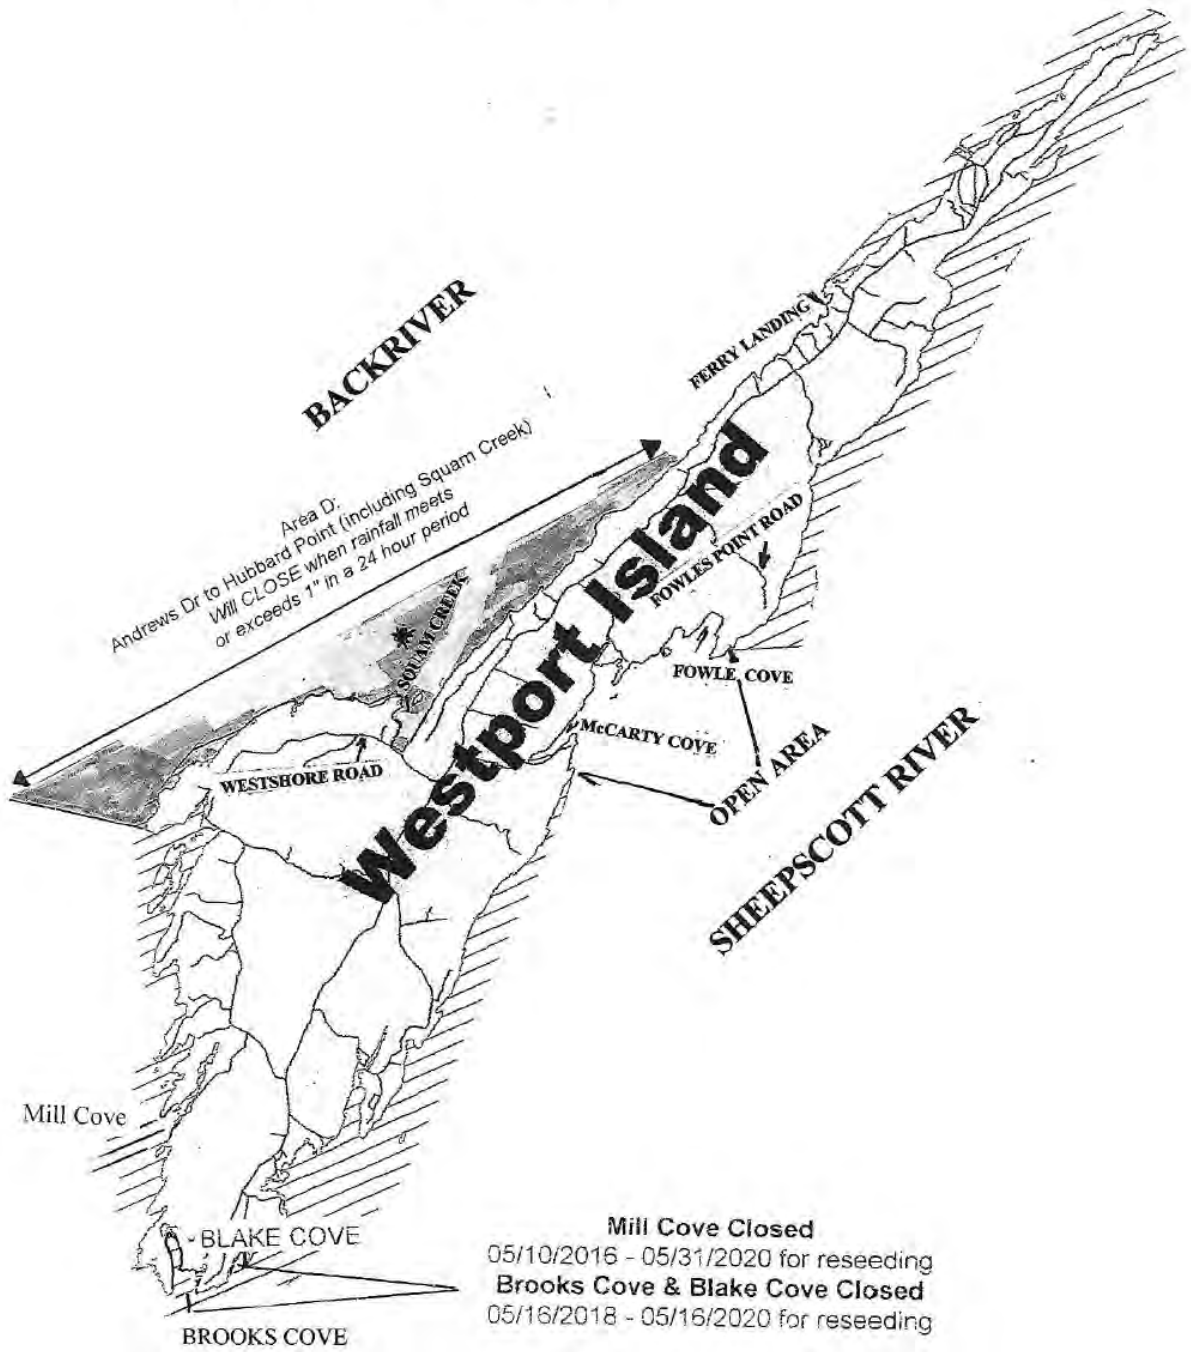 BACKRIVER
FERRY LANDING
Area D:
Andrews Dr to Hubbard Point (including Squam Creek)
Will CLOSE when rainfall meets
or exceeds 1" in a 24 hour period
Westport Island
FOWLES POINT ROAD
SQUAM CREEK
FOWLE COVE
McCARTY COVE
WESTSHORE ROAD
OPEN AREA
SHEEPSCOTT RIVER
Mill Cove
BLAKE COVE
BROOKS COVE
Mill Cove Closed
05/10/2016 - 05/31/2020 for reseeding
Brooks Cove & Blake Cove Closed
05/16/2018 - 05/16/2020 for reseeding